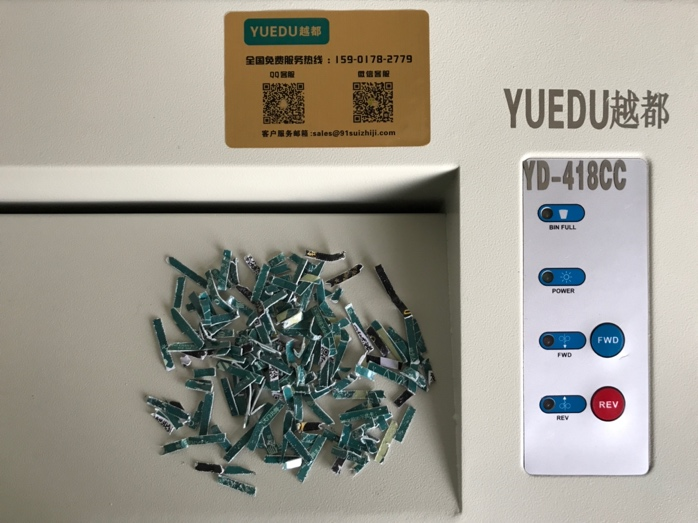 YUEDU越都
全国免费服务热线：159-0178-2779
QQ客服
微信客服
客户服务邮箱:sales@91suizhiji.com
YUEDU越都
YD-418CC
BIN FULL
POWER
FWD
FWD
REV
REV